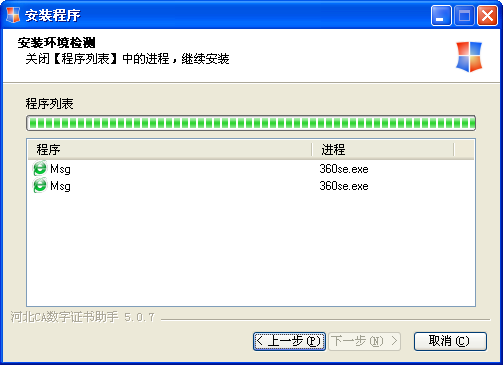 安装程序
安装环境检测
关闭【程序列表】中的进程，继续安装
程序列表
程序 进程
Msg 360se.exe
Msg 360se.exe
河北CA数字证书助手 5.0.7
< 上一步(P) 下一步(N) > 取消(C)